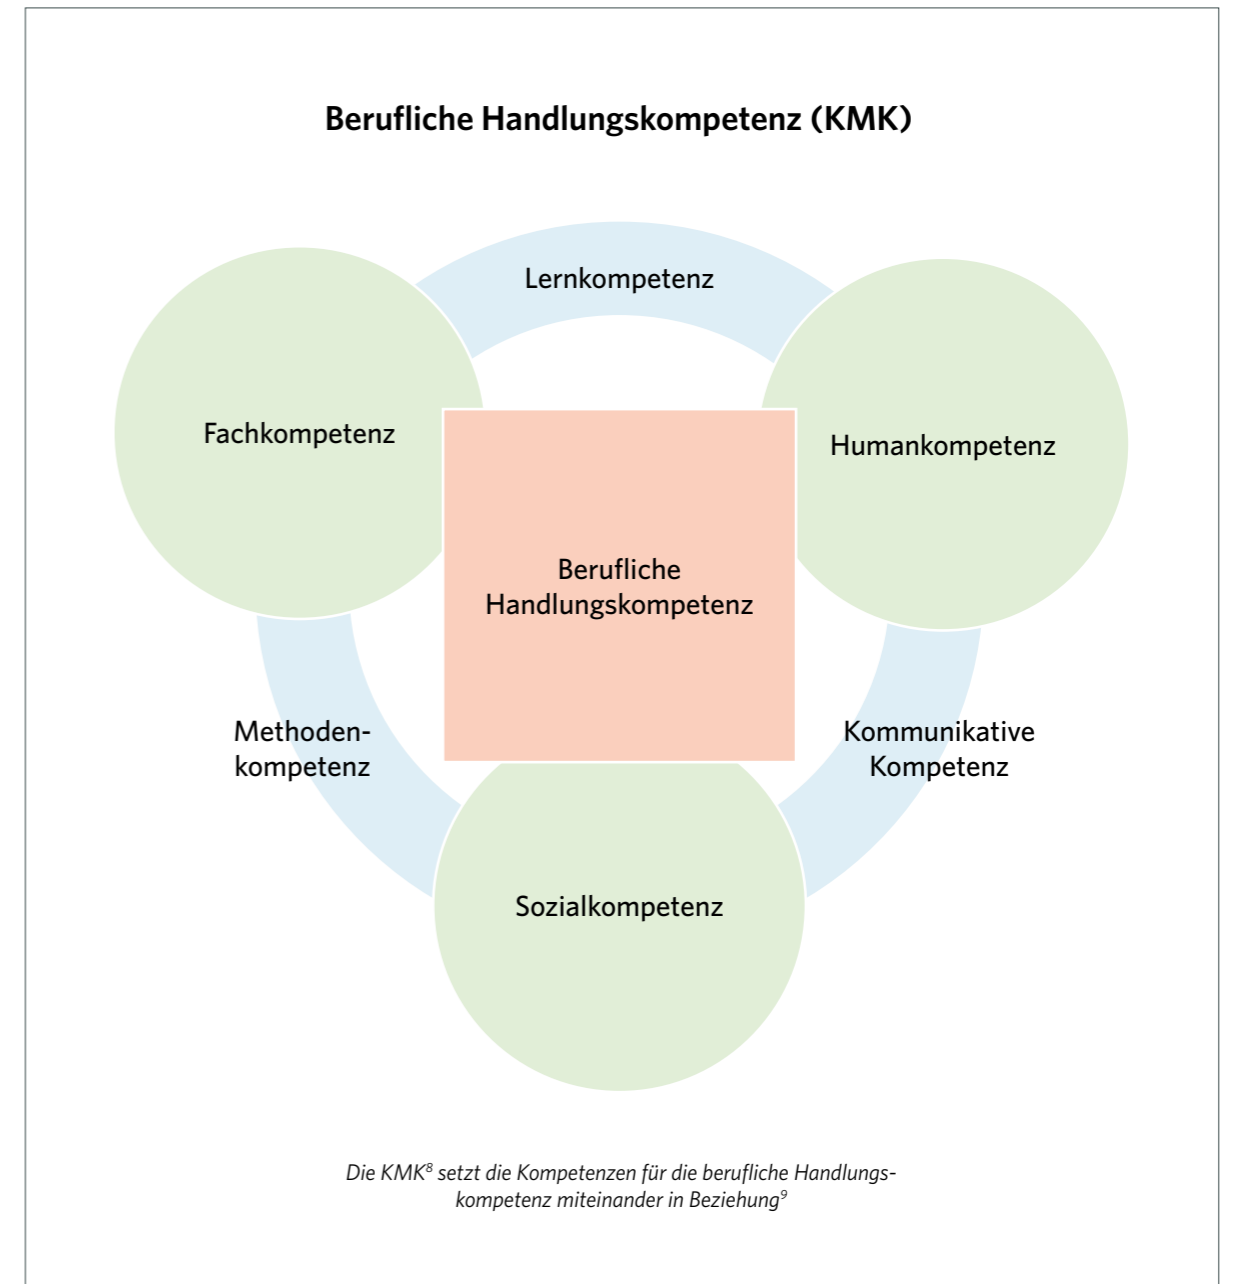 Berufliche Handlungskompetenz (KMK)
Lernkompetenz
Fachkompetenz
Humankompetenz
Berufliche
Handlungskompetenz
Methoden-
kompetenz
Kommunikative
Kompetenz
Sozialkompetenz
Die KMK⁸ setzt die Kompetenzen für die berufliche Handlungs-
kompetenz miteinander in Beziehung⁹